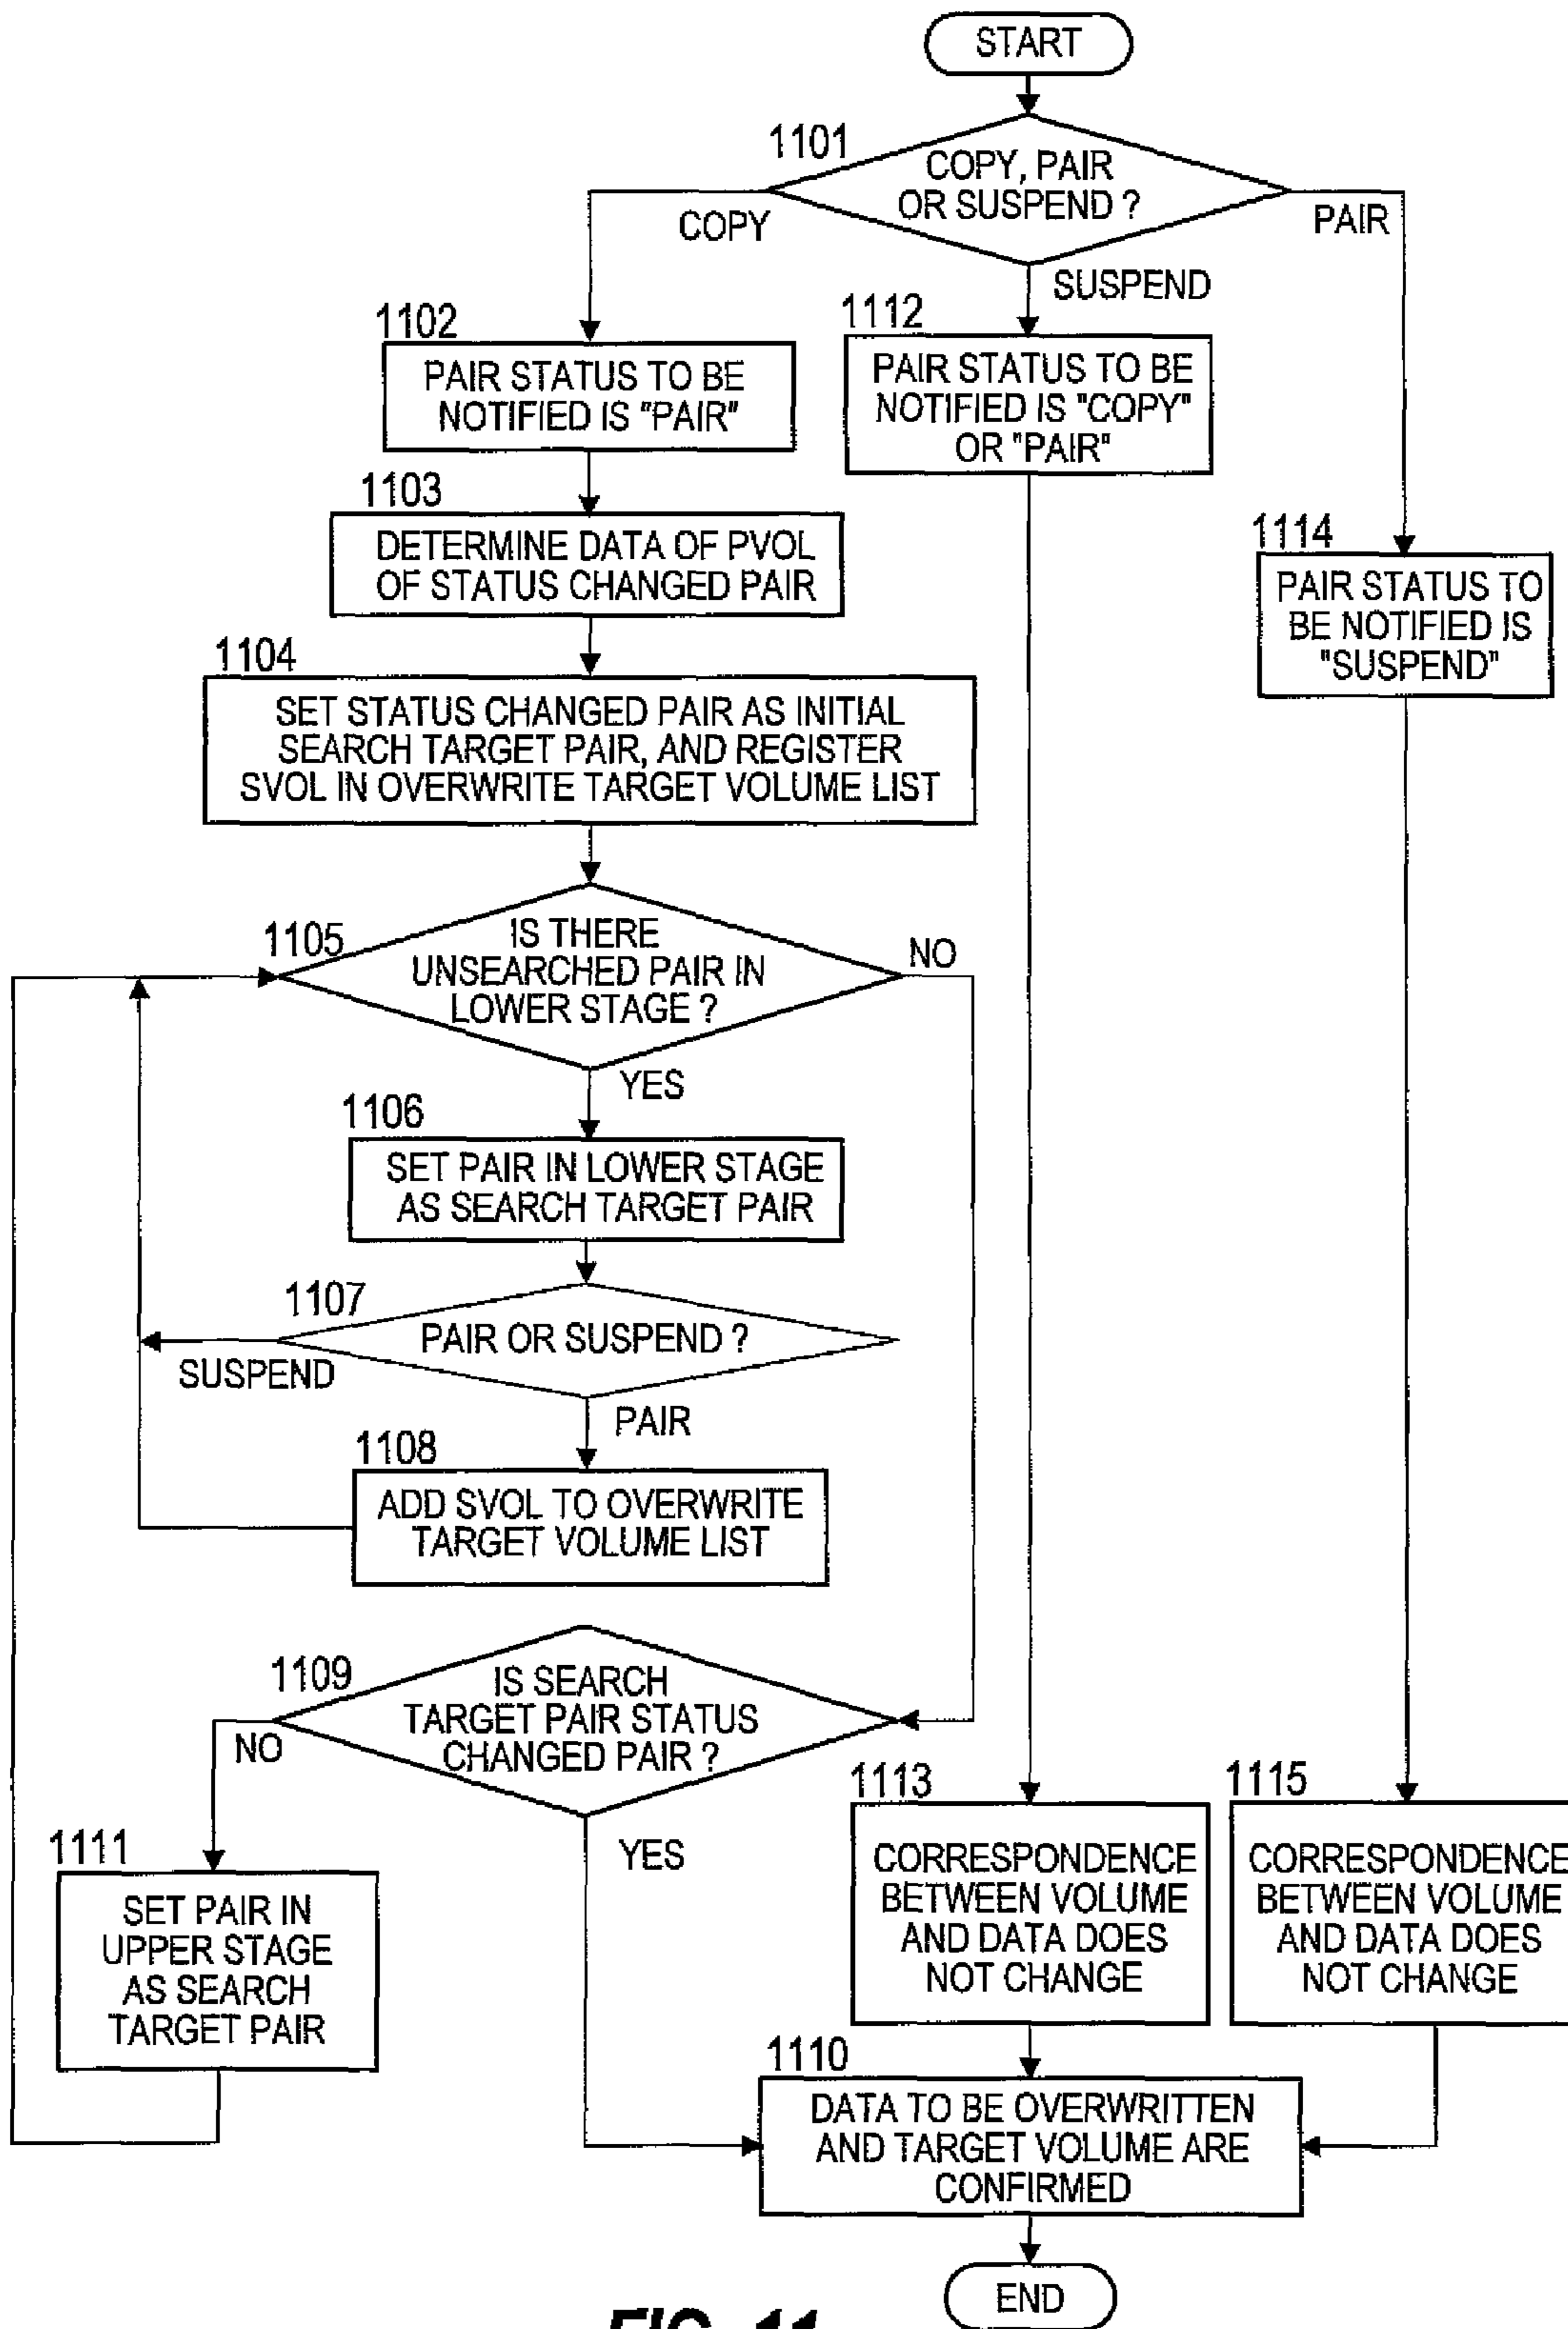 START
1101
COPY, PAIR
OR SUSPEND ?
COPY
SUSPEND
PAIR
1102
PAIR STATUS TO BE
NOTIFIED IS "PAIR"
1112
PAIR STATUS TO BE
NOTIFIED IS "COPY"
OR "PAIR"
1103
DETERMINE DATA OF PVOL
OF STATUS CHANGED PAIR
1114
PAIR STATUS TO
BE NOTIFIED IS
"SUSPEND"
1104
SET STATUS CHANGED PAIR AS INITIAL
SEARCH TARGET PAIR, AND REGISTER
SVOL IN OVERWRITE TARGET VOLUME LIST
1105
IS THERE
UNSEARCHED PAIR IN
LOWER STAGE ?
NO
YES
1106
SET PAIR IN LOWER STAGE
AS SEARCH TARGET PAIR
1107
PAIR OR SUSPEND ?
SUSPEND
PAIR
1108
ADD SVOL TO OVERWRITE
TARGET VOLUME LIST
1109
IS SEARCH
TARGET PAIR STATUS
CHANGED PAIR ?
NO
YES
1111
SET PAIR IN
UPPER STAGE
AS SEARCH
TARGET PAIR
1113
CORRESPONDENCE
BETWEEN VOLUME
AND DATA DOES
NOT CHANGE
1115
CORRESPONDENCE
BETWEEN VOLUME
AND DATA DOES
NOT CHANGE
1110
DATA TO BE OVERWRITTEN
AND TARGET VOLUME ARE
CONFIRMED
END
FIG. 11